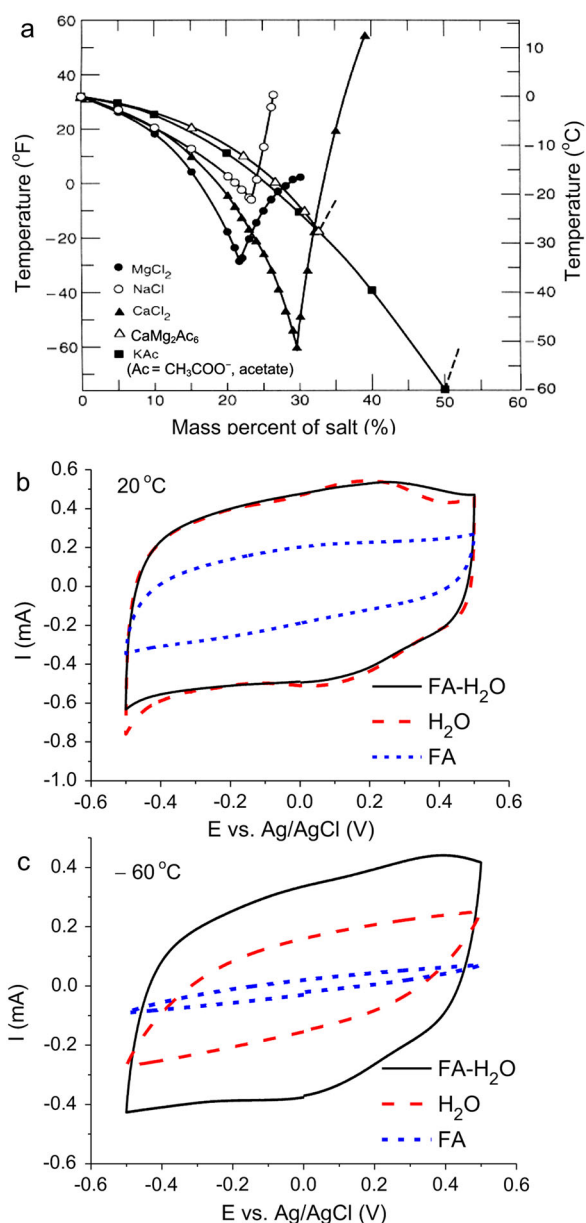 a
Temperature (°F)
Temperature (°C)
60
40
20
0
−20
−40
−60
10
0
−10
−20
−30
−40
−50
−60
MgCl₂
NaCl
CaCl₂
CaMg₂Ac₆
KAc
(Ac = CH₃COO⁻, acetate)
0 10 20 30 40 50 60
Mass percent of salt (%)
b
20 °C
I (mA)
0.6
0.4
0.2
0.0
-0.2
-0.4
-0.6
-0.8
-1.0
FA-H₂O
H₂O
FA
-0.6 -0.4 -0.2 0.0 0.2 0.4 0.6
E vs. Ag/AgCl (V)
c
− 60 °C
I (mA)
0.4
0.2
0.0
-0.2
-0.4
-0.6
FA-H₂O
H₂O
FA
-0.6 -0.4 -0.2 0.0 0.2 0.4 0.6
E vs. Ag/AgCl (V)